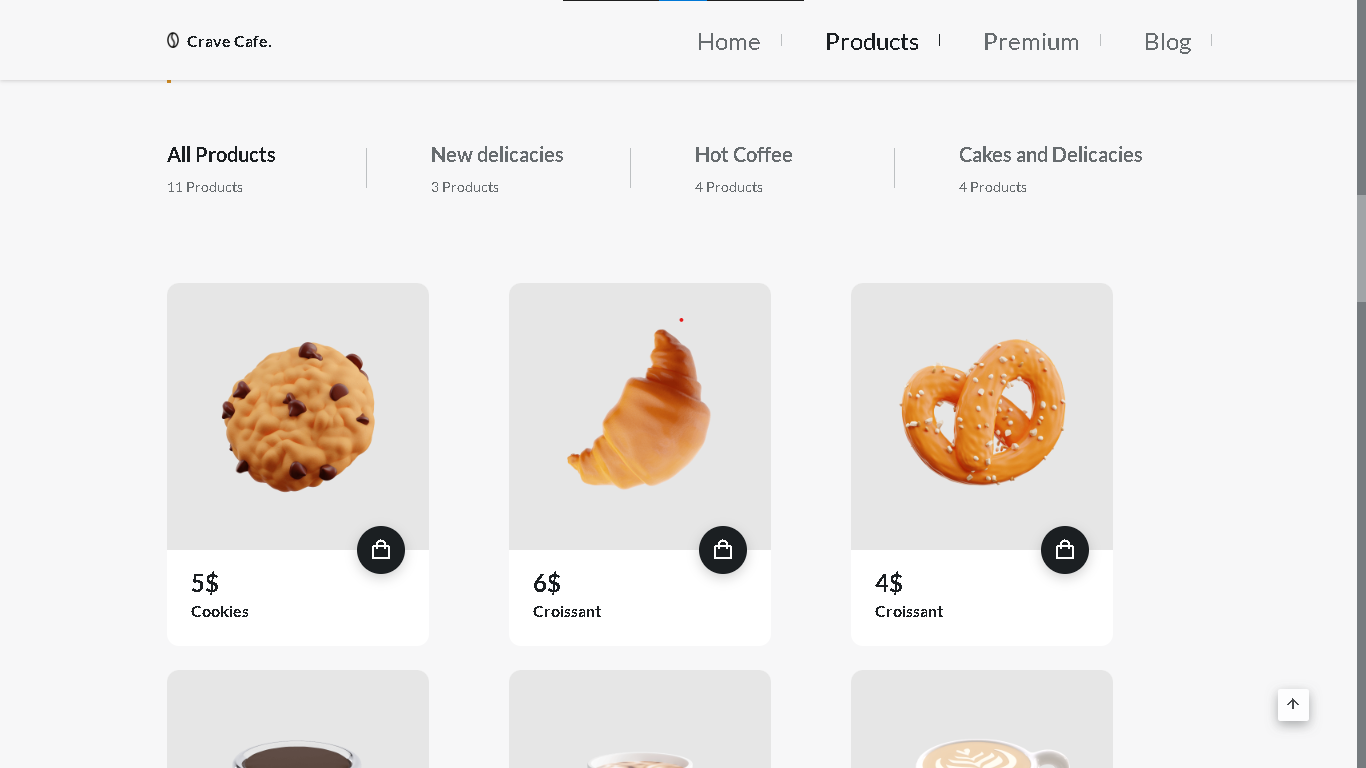 Crave Cafe.
Home
Products
Premium
Blog
All Products
11 Products
New delicacies
3 Products
Hot Coffee
4 Products
Cakes and Delicacies
4 Products
5$
Cookies
6$
Croissant
4$
Croissant